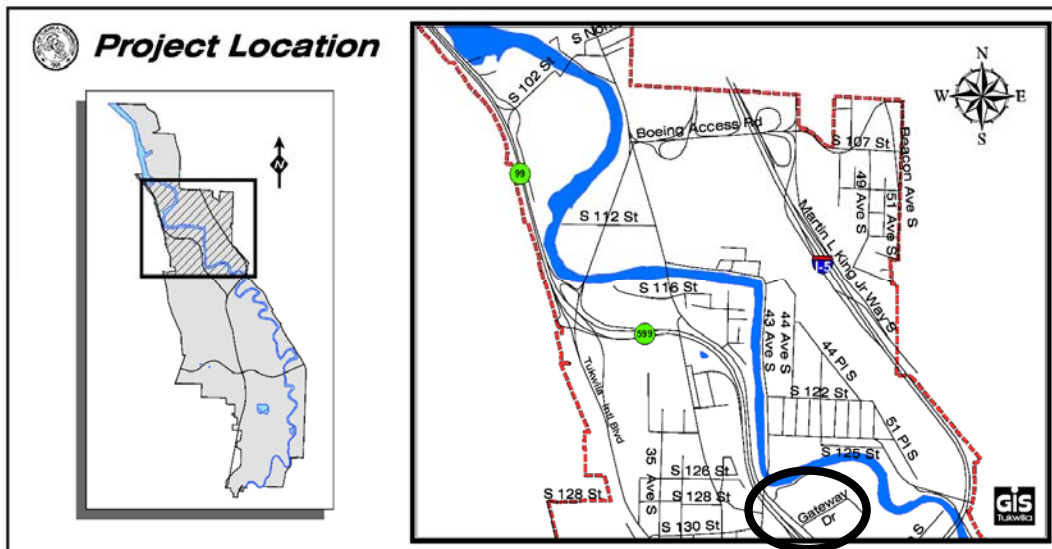 Project Location
N
N
W E
S
S 102 St
S Nor
Boeing Access Rd
S 107 St
Beacon Ave S
49 Ave S
51 Ave S
99
S 112 St
Martin L King Jr Way S
I-5
S 116 St
599
43 Ave S
44 Ave S
44 Pl S
Tukwila Intl Blvd
S 122 St
51 Pl S
S 125 St
35 Ave S
S 126 St
S 128 St
S 128 St
S 130 St
Gateway
Dr
S
GIS
Tukwila